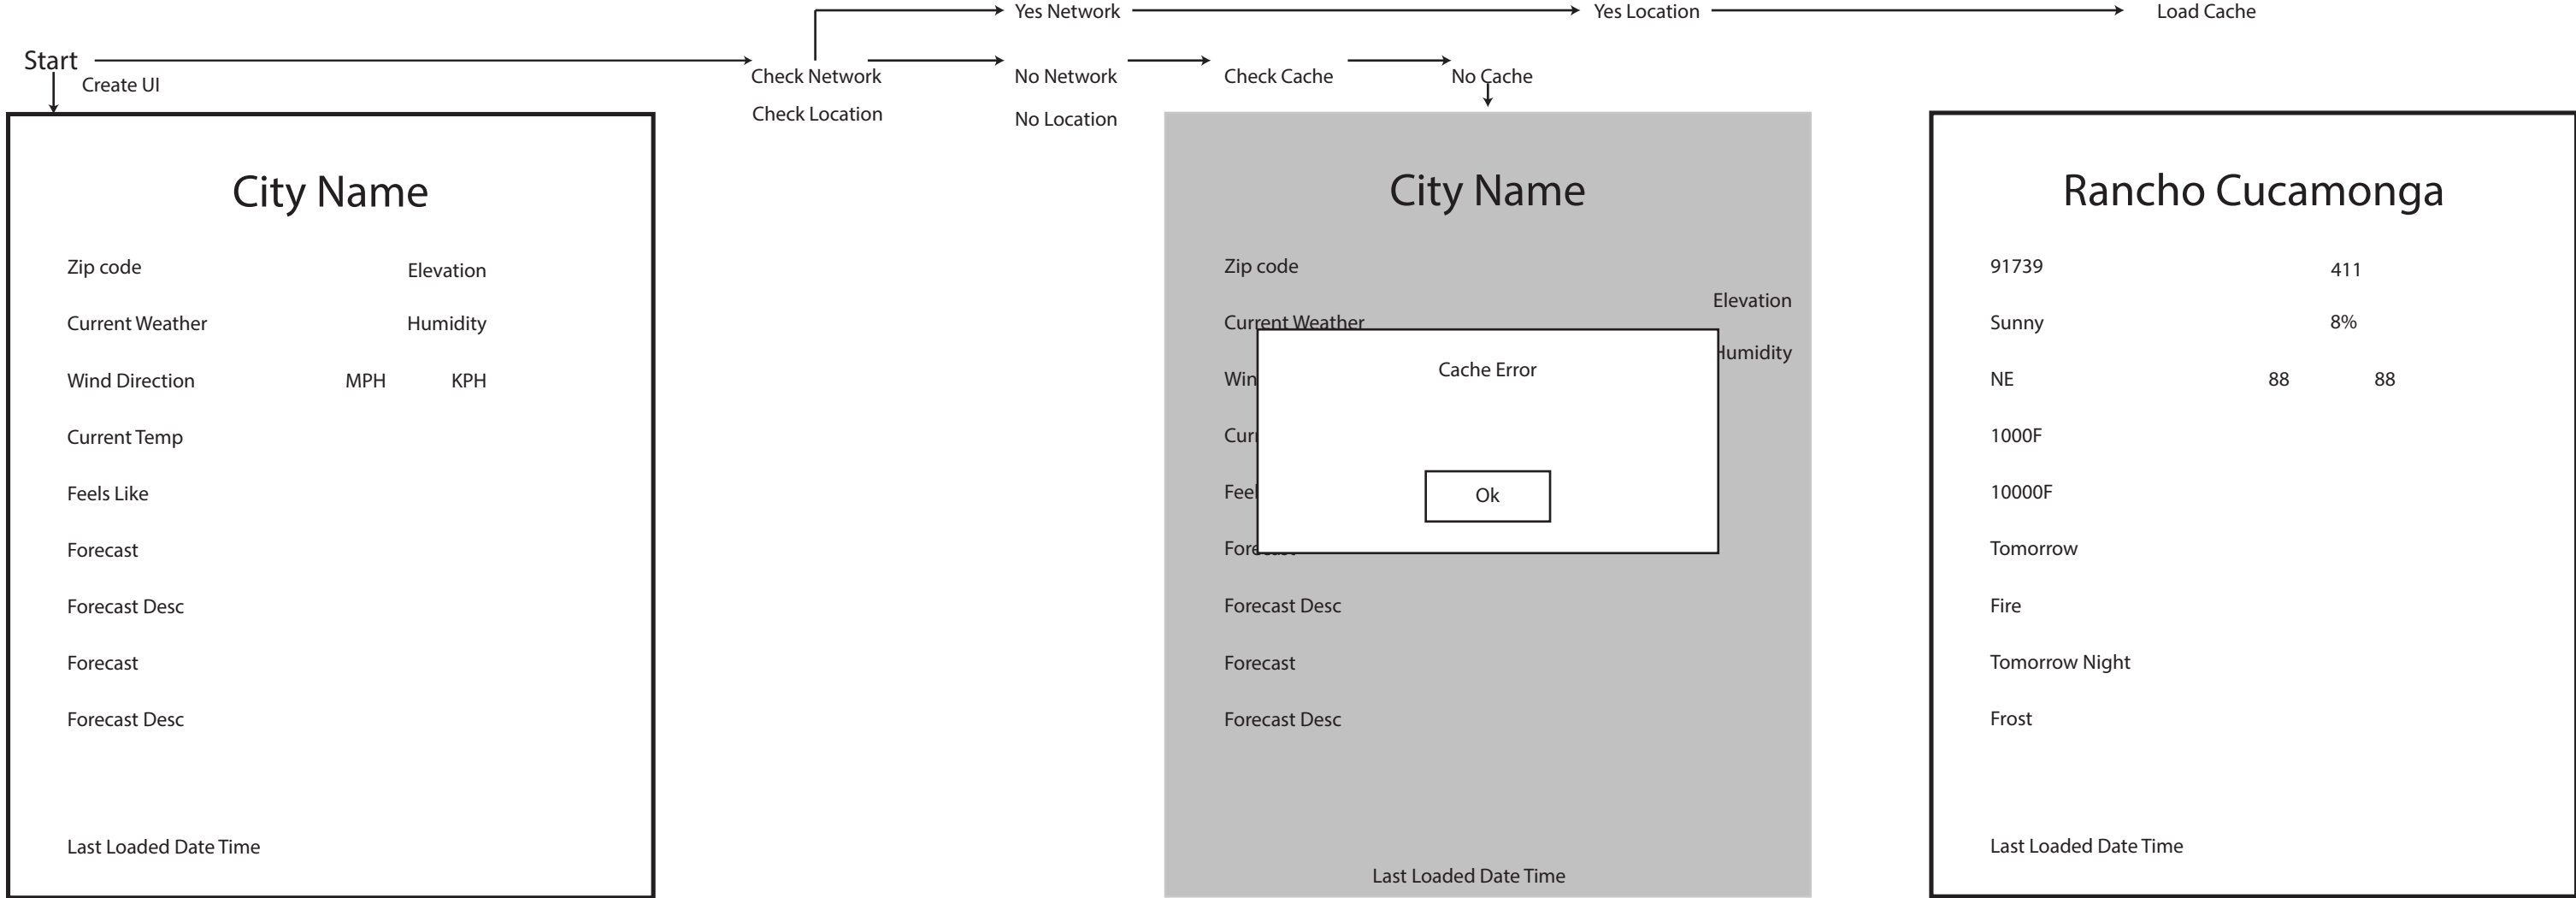 Yes Network
Yes Location
Load Cache
Start
Create UI
Check Network
No Network
Check Cache
No Cache
Check Location
No Location
City Name
Zip code
Elevation
Current Weather
Humidity
Wind Direction
MPH
KPH
Current Temp
Feels Like
Forecast
Forecast Desc
Forecast
Forecast Desc
Last Loaded Date Time
City Name
Zip code
Elevation
Current Weather
Humidity
Win
Cache Error
Curr
Feel
Ok
Forecast
Forecast Desc
Forecast
Forecast Desc
Last Loaded Date Time
Rancho Cucamonga
91739
411
Sunny
8%
NE
88
88
1000F
10000F
Tomorrow
Fire
Tomorrow Night
Frost
Last Loaded Date Time